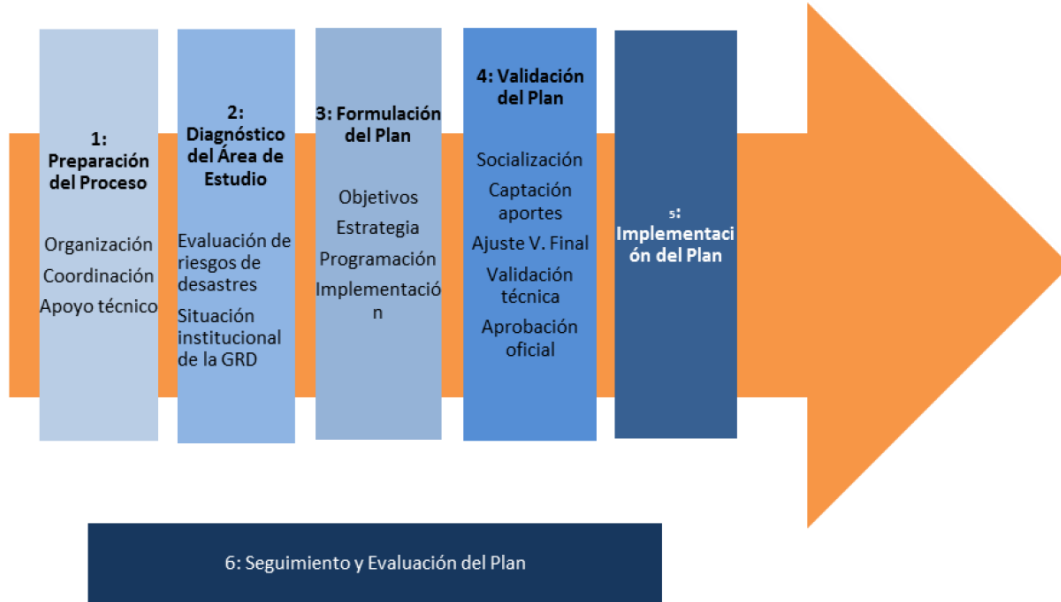 1:
Preparación
del Proceso
Organización
Coordinación
Apoyo técnico
2:
Diagnóstico
del Área de
Estudio
Evaluación de
riesgos de
desastres
Situación
institucional
de la GRD
3: Formulación
del Plan
Objetivos
Estrategia
Programación
Implementació
n
4: Validación
del Plan
Socialización
Captación
aportes
Ajuste V. Final
Validación
técnica
Aprobación
oficial
5:
Implementaci
ón del Plan
6: Seguimiento y Evaluación del Plan